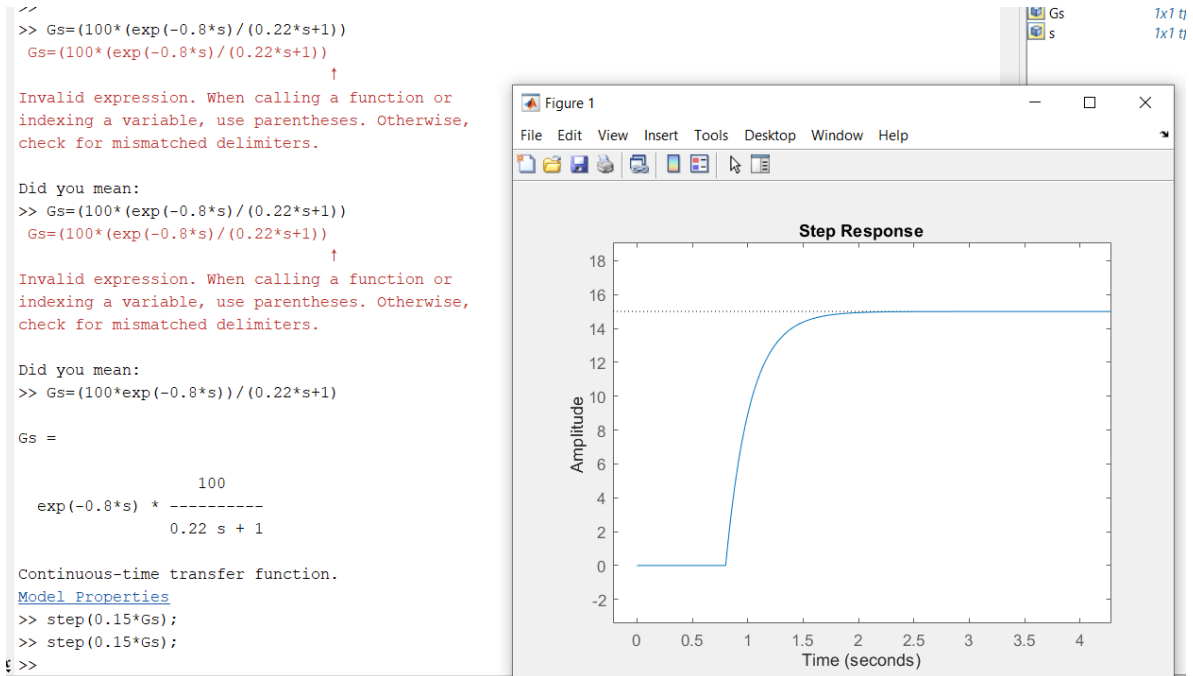 >> Gs=(100*(exp(-0.8*s)/(0.22*s+1))
Gs=(100*(exp(-0.8*s)/(0.22*s+1))
↑
Invalid expression. When calling a function or
indexing a variable, use parentheses. Otherwise,
check for mismatched delimiters.
Did you mean:
>> Gs=(100*(exp(-0.8*s)/(0.22*s+1))
Gs=(100*(exp(-0.8*s)/(0.22*s+1))
↑
Invalid expression. When calling a function or
indexing a variable, use parentheses. Otherwise,
check for mismatched delimiters.
Did you mean:
>> Gs=(100*exp(-0.8*s))/(0.22*s+1)
Gs =
100
exp(-0.8*s) * ----------
0.22 s + 1
Continuous-time transfer function.
Model Properties
>> step(0.15*Gs);
>> step(0.15*Gs);
>>
Gs 1x1 tf
s 1x1 tf
Figure 1
File Edit View Insert Tools Desktop Window Help
Step Response
18
16
14
12
10
8
6
4
2
0
-2
Amplitude
0 0.5 1 1.5 2 2.5 3 3.5 4
Time (seconds)